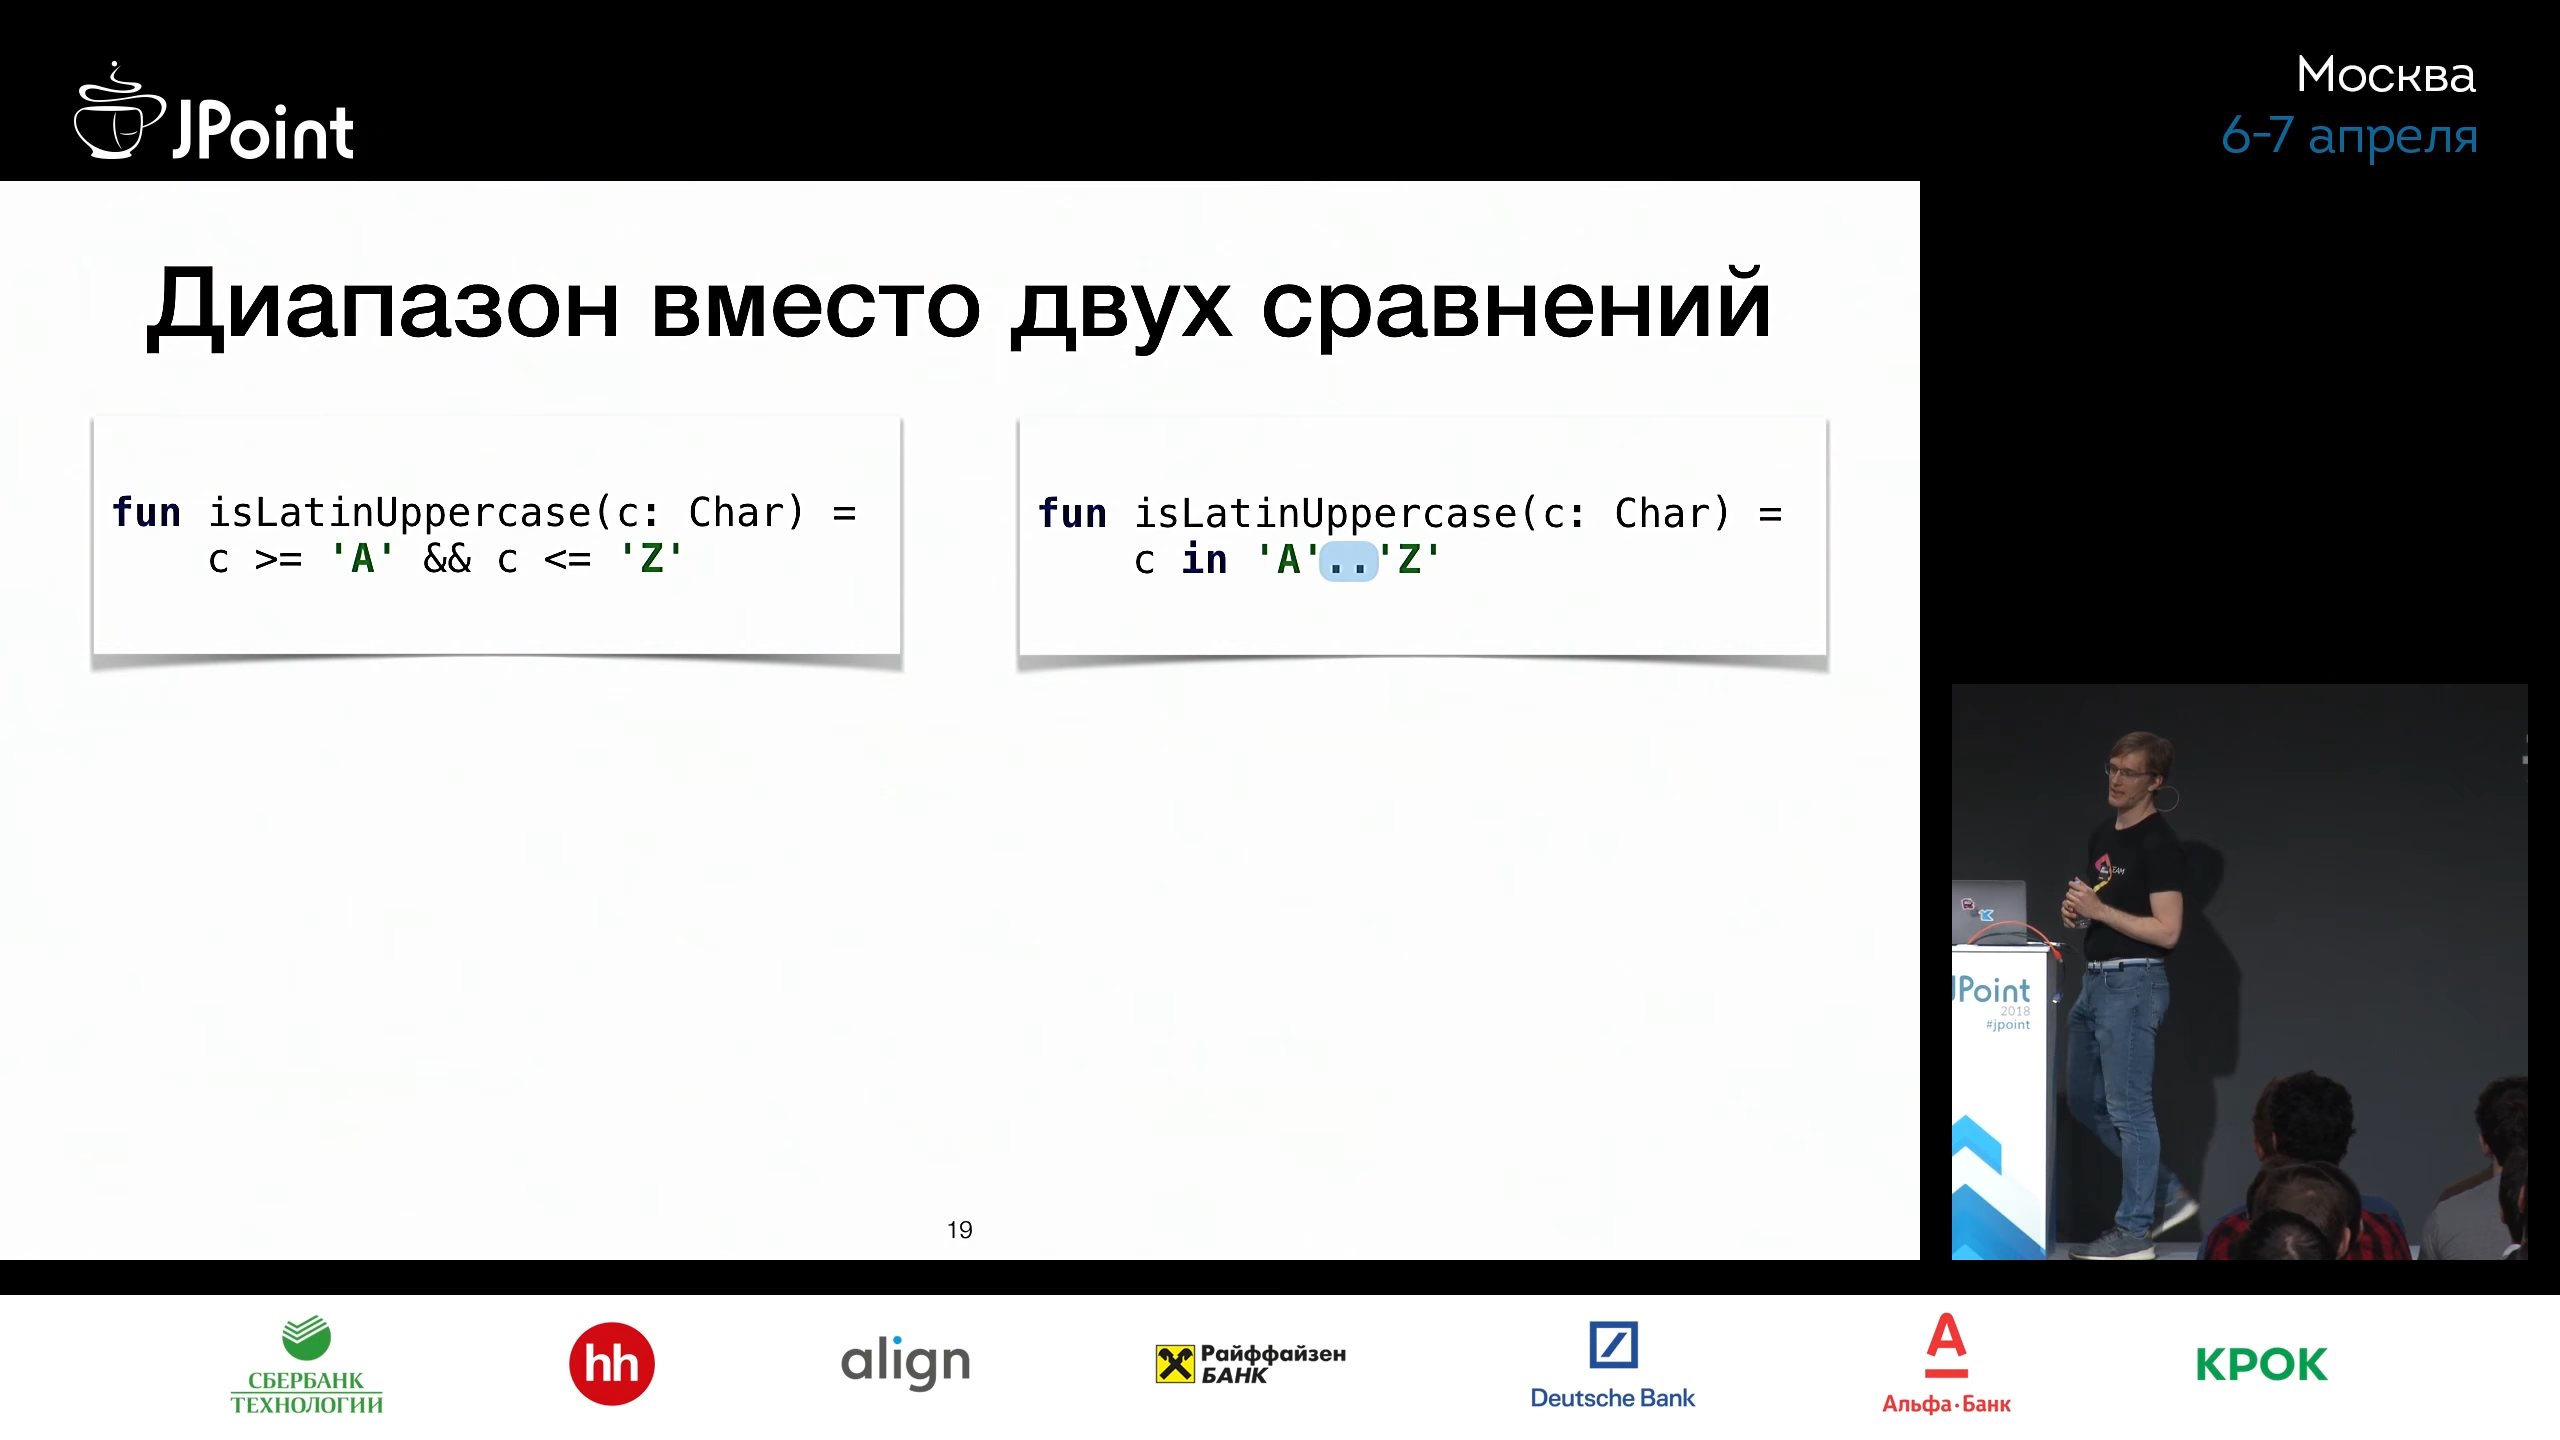 JPoint
Москва
6-7 апреля
Диапазон вместо двух сравнений
fun isLatinUppercase(c: Char) =
c >= 'A' && c <= 'Z'
fun isLatinUppercase(c: Char) =
c in 'A'..'Z'
19
JPoint
2018
#jpoint
СБЕРБАНК
ТЕХНОЛОГИИ
hh
align
Райффайзен
БАНК
Deutsche Bank
Альфа·Банк
КРОК